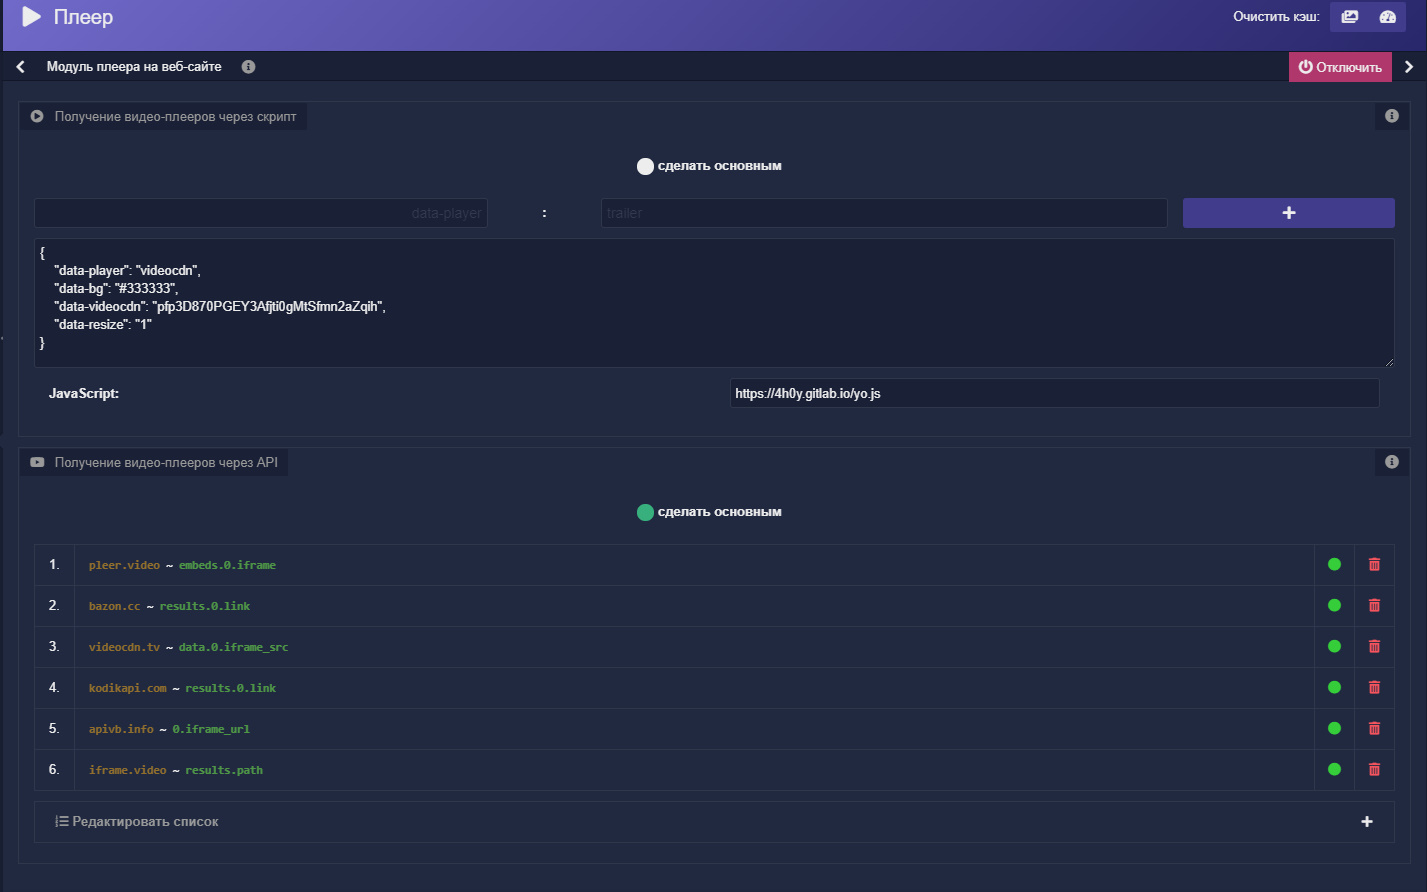 Плеер
Очистить кэш:
Модуль плеера на веб-сайте
Отключить
Получение видео-плееров через скрипт
сделать основным
data-player : trailer
{
"data-player": "videocdn",
"data-bg": "#333333",
"data-videocdn": "pfp3D870PGEY3Afjti0gMtSfmn2aZqih",
"data-resize": "1"
}
JavaScript: https://4h0y.gitlab.io/yo.js
Получение видео-плееров через API
сделать основным
1. pleer.video ~ embeds.0.iframe
2. bazon.cc ~ results.0.link
3. videocdn.tv ~ data.0.iframe_src
4. kodikapi.com ~ results.0.link
5. apivb.info ~ 0.iframe_url
6. iframe.video ~ results.path
Редактировать список